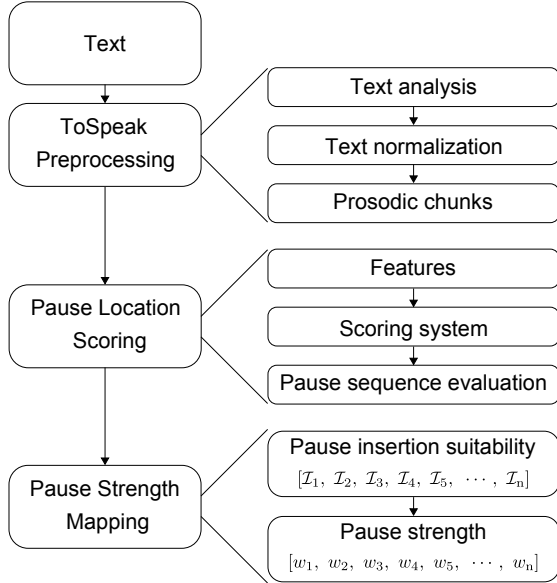 Text
ToSpeak
Preprocessing
Text analysis
Text normalization
Prosodic chunks
Pause Location
Scoring
Features
Scoring system
Pause sequence evaluation
Pause Strength
Mapping
Pause insertion suitability
[ℐ₁, ℐ₂, ℐ₃, ℐ₄, ℐ₅, ⋯ , ℐₙ]
Pause strength
[w₁, w₂, w₃, w₄, w₅, ⋯ , wₙ]